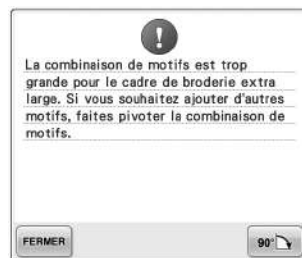 !
La combinaison de motifs est trop
grande pour le cadre de broderie extra
large. Si vous souhaitez ajouter d'autres
motifs, faites pivoter la combinaison de
motifs.
FERMER
90°